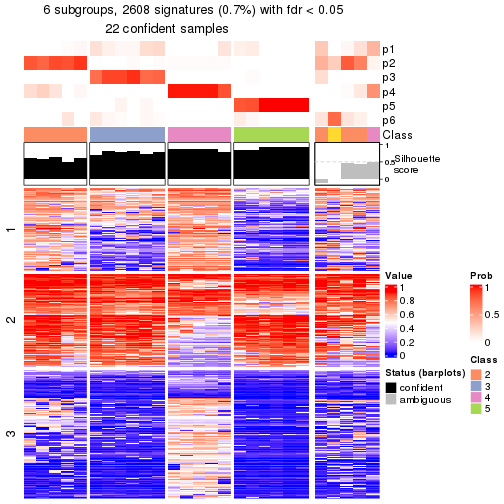 6 subgroups, 2608 signatures (0.7%) with fdr < 0.05
22 confident samples
p1
p2
p3
p4
p5
p6
Class
1
0.5
0
Silhouette
score
1
2
3
Value
1
0.8
0.6
0.4
0.2
0
Status (barplots)
confident
ambiguous
Prob
1
0.5
0
Class
2
3
4
5